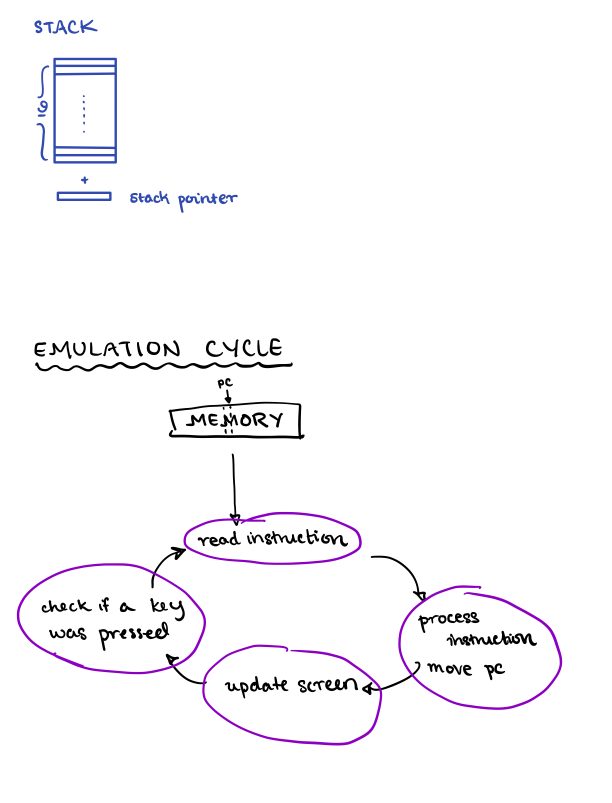 STACK
16
+
stack pointer
EMULATION CYCLE
PC
MEMORY
read instruction
process
instruction
move pc
update screen
check if a key
was pressed